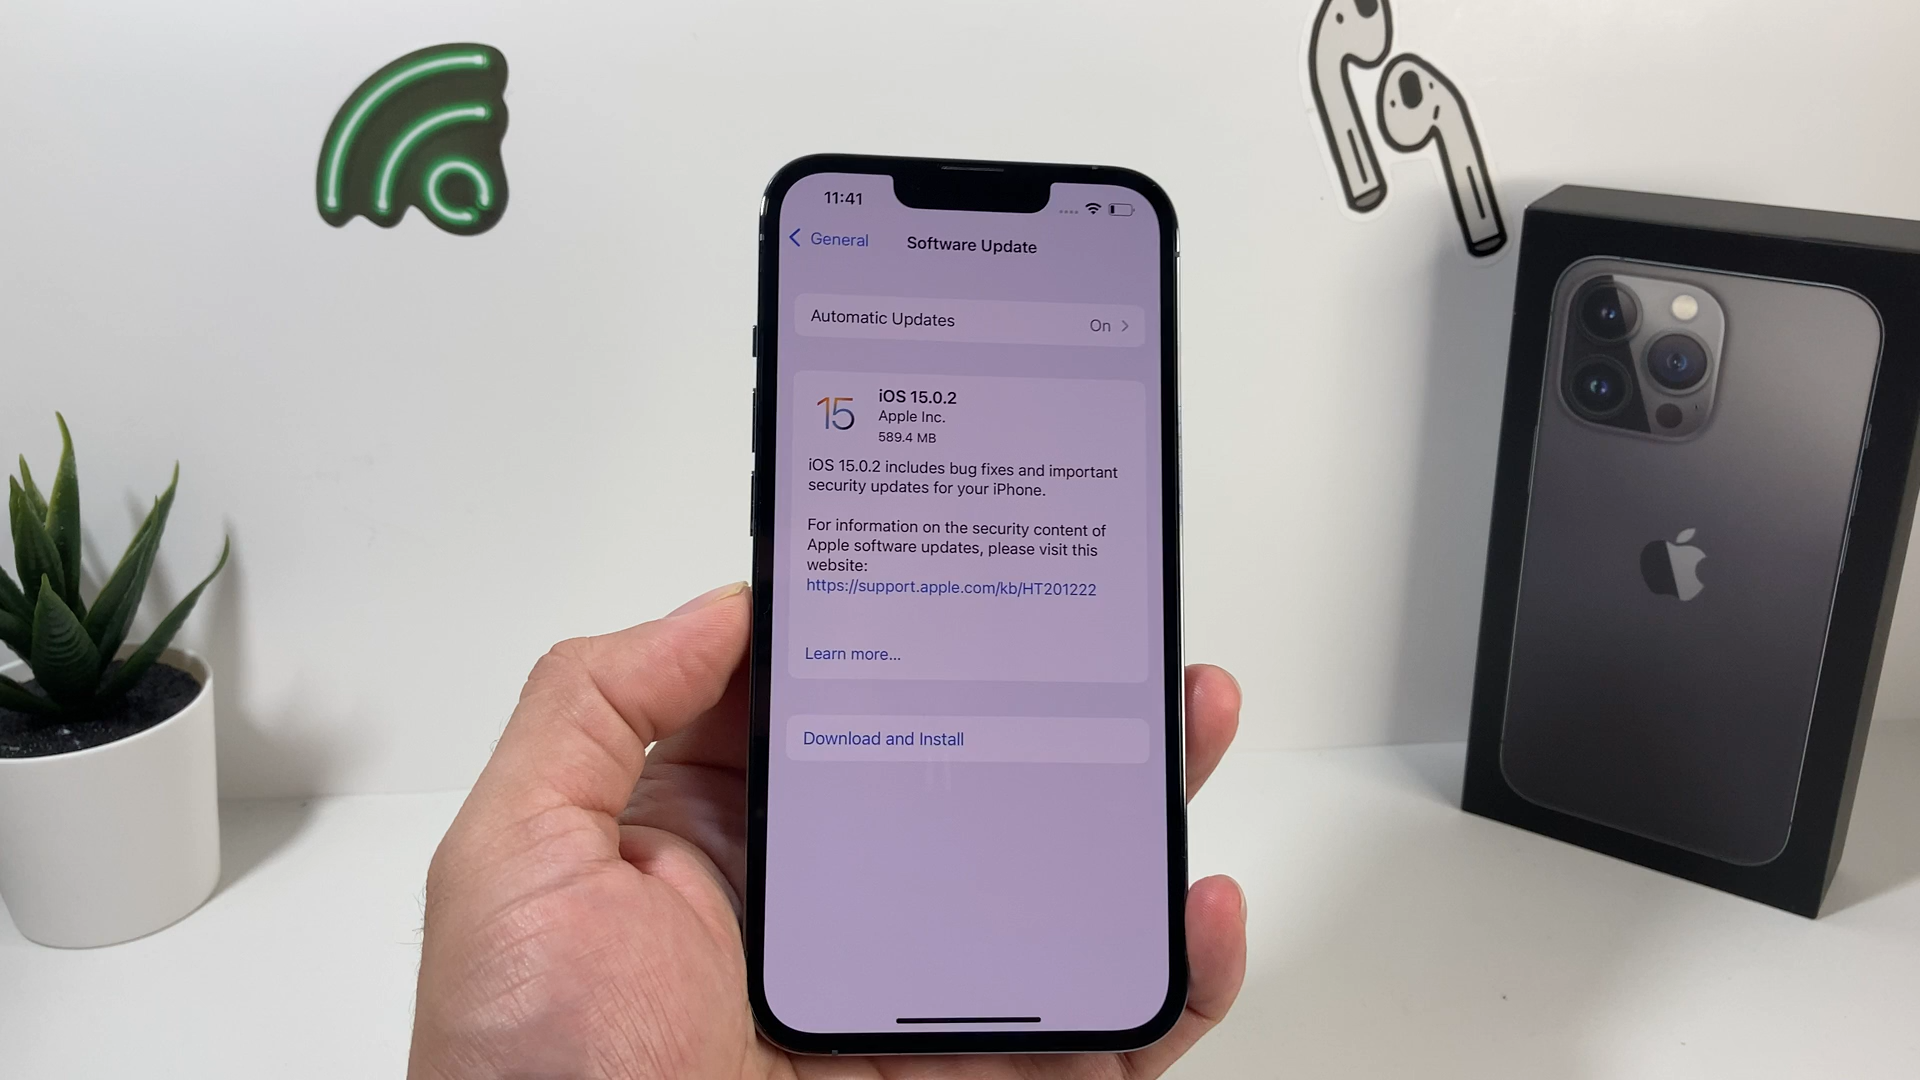 11:41
General
Software Update
Automatic Updates
On
15
iOS 15.0.2
Apple Inc.
589.4 MB
iOS 15.0.2 includes bug fixes and important
security updates for your iPhone.
For information on the security content of
Apple software updates, please visit this
website:
https://support.apple.com/kb/HT201222
Learn more...
Download and Install